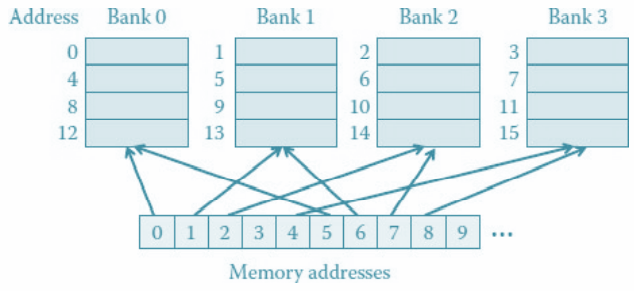 Address Bank 0 Bank 1 Bank 2 Bank 3
0 1 2 3
4 5 6 7
8 9 10 11
12 13 14 15
0 1 2 3 4 5 6 7 8 9 ...
Memory addresses